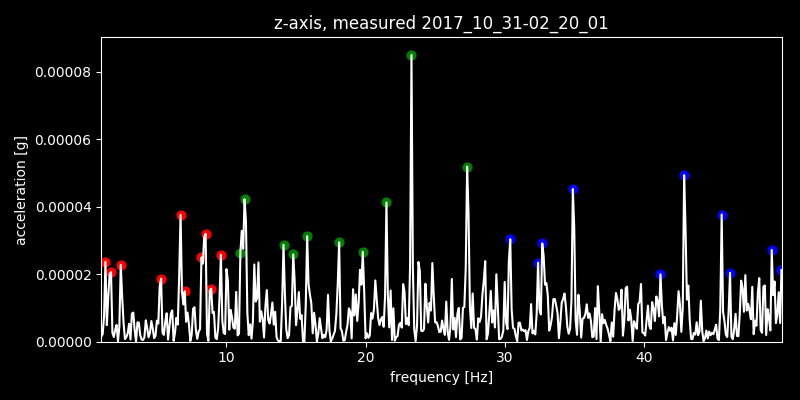 z-axis, measured 2017_10_31-02_20_01
0.00008
0.00006
0.00004
0.00002
0.00000
acceleration [g]
10 20 30 40
frequency [Hz]